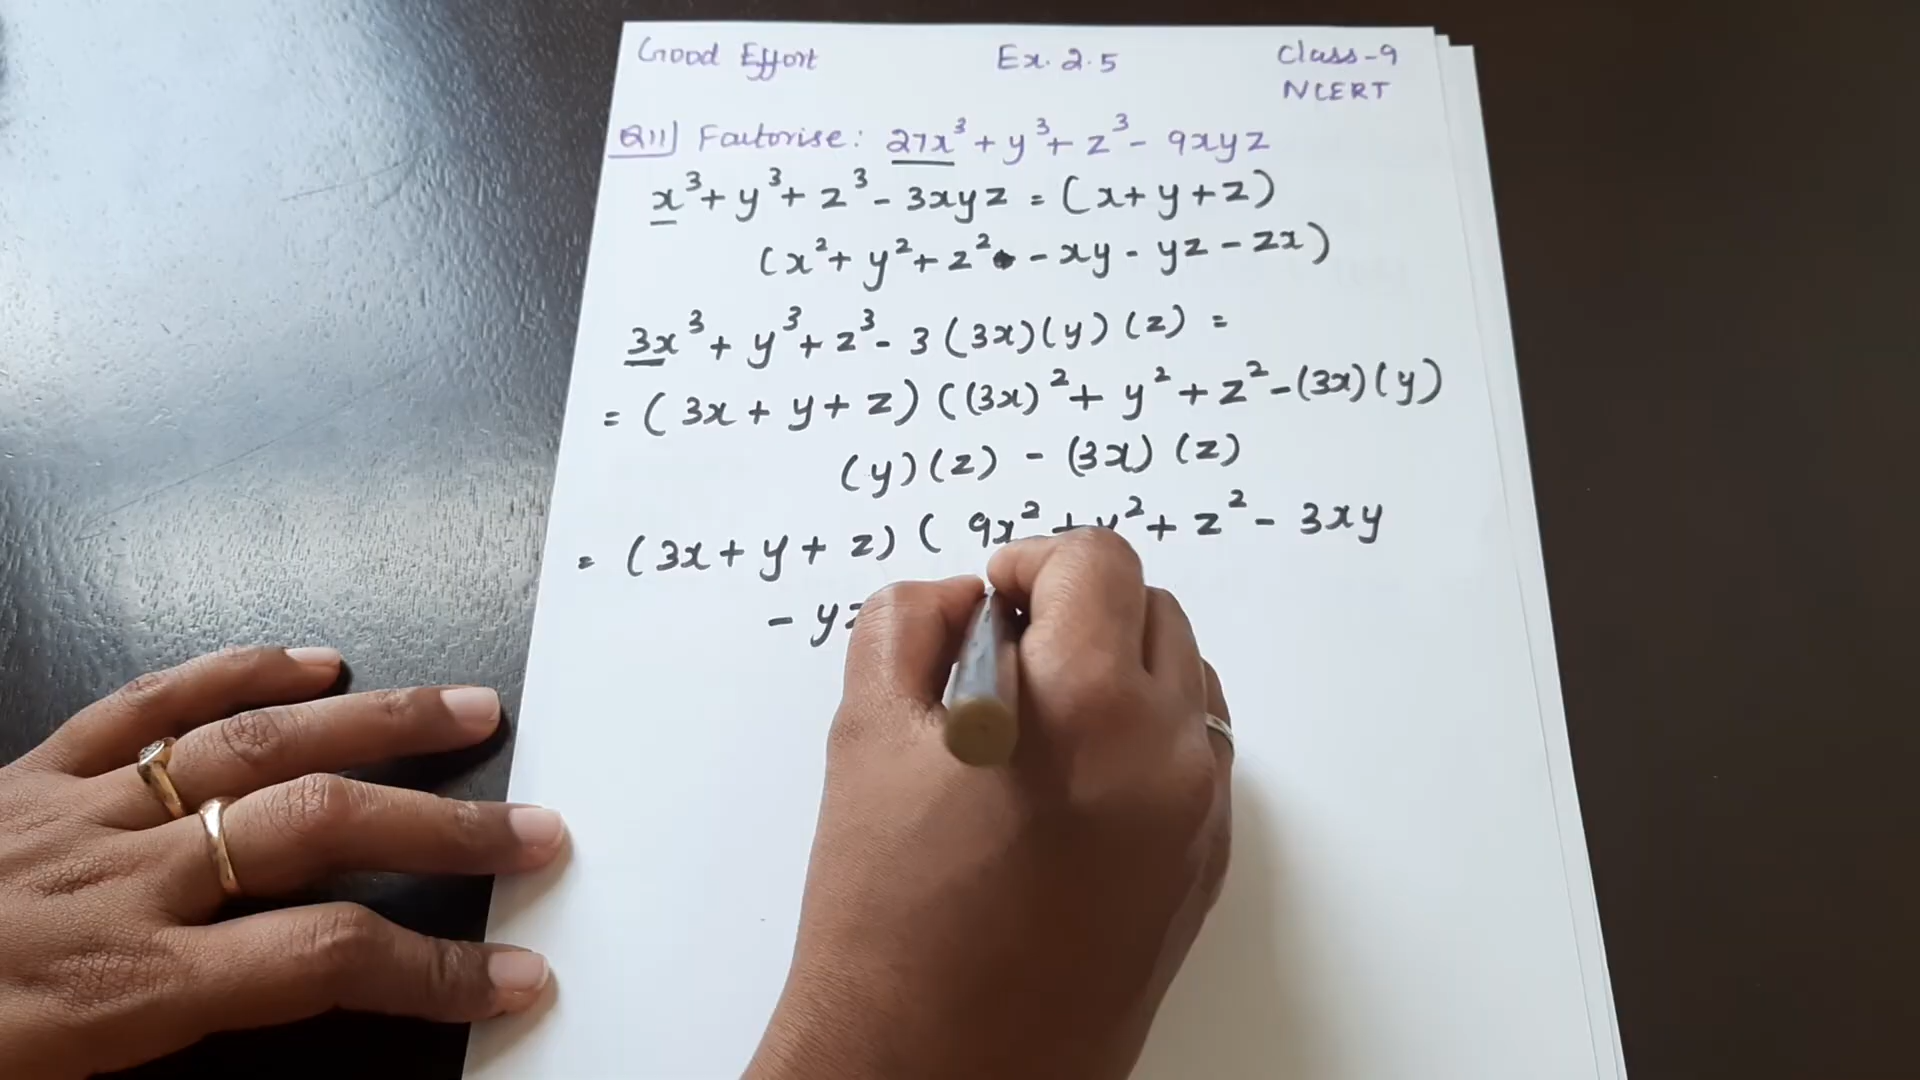 Good Effort Ex. 2.5 Class-9
NCERT
Q11) Factorise: 27x³ + y³ + z³ - 9xyz
x³ + y³ + z³ - 3xyz = (x + y + z)
(x² + y² + z² - xy - yz - zx)
3x³ + y³ + z³ - 3 (3x) (y) (z) =
= (3x + y + z) ((3x)² + y² + z² - (3x) (y)
(y) (z) - (3x) (z)
= (3x + y + z) ( 9x² + y² + z² - 3xy
- yz